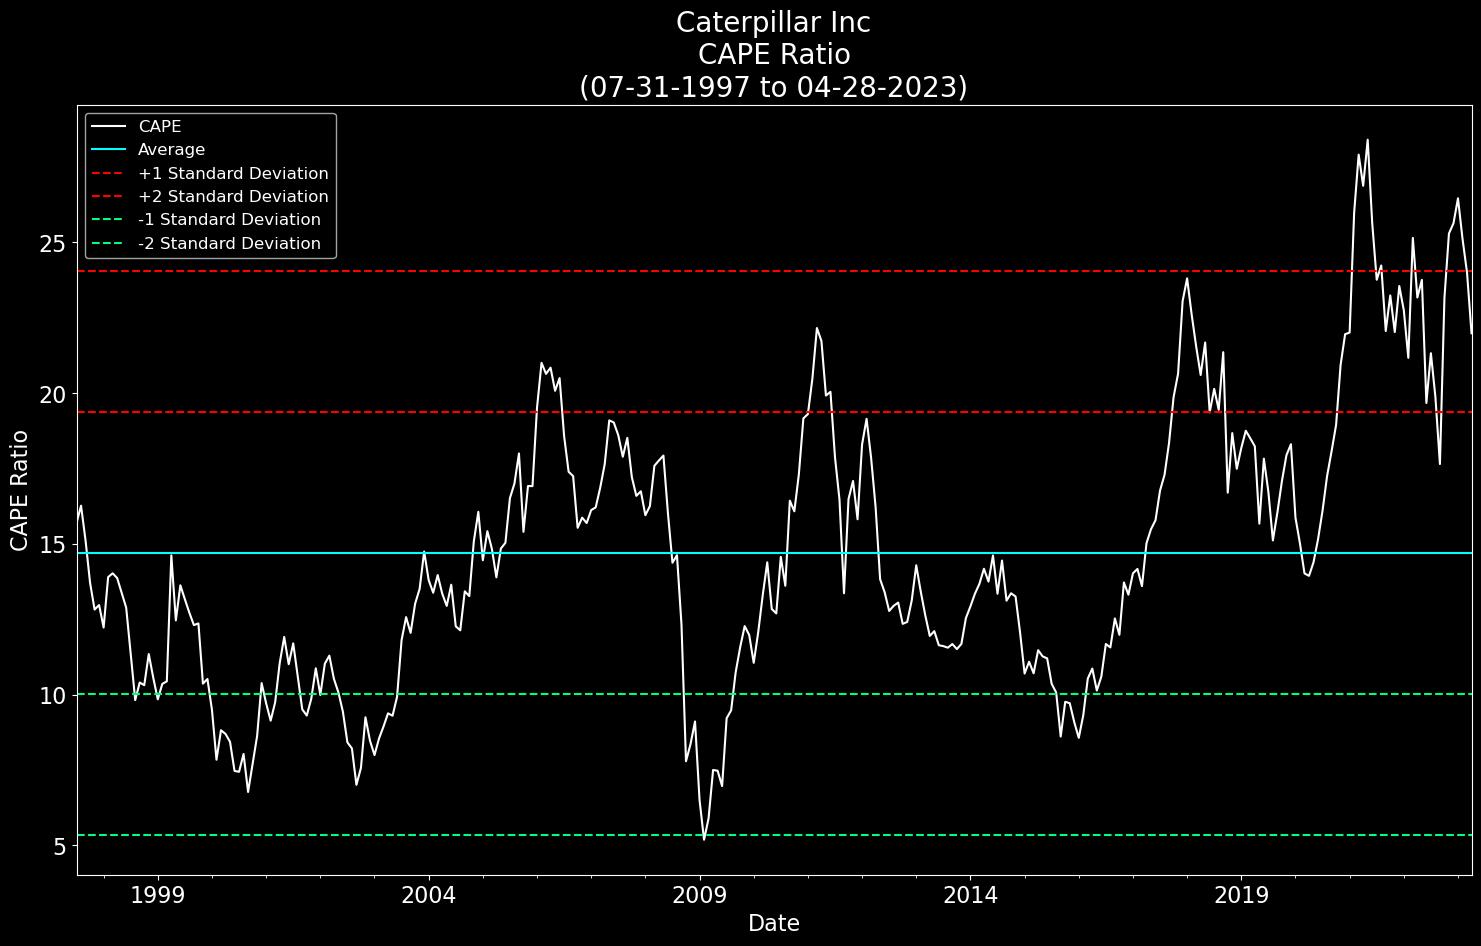 Caterpillar Inc
CAPE Ratio
(07-31-1997 to 04-28-2023)
CAPE
Average
+1 Standard Deviation
+2 Standard Deviation
-1 Standard Deviation
-2 Standard Deviation
25
20
15
10
5
CAPE Ratio
1999 2004 2009 2014 2019
Date